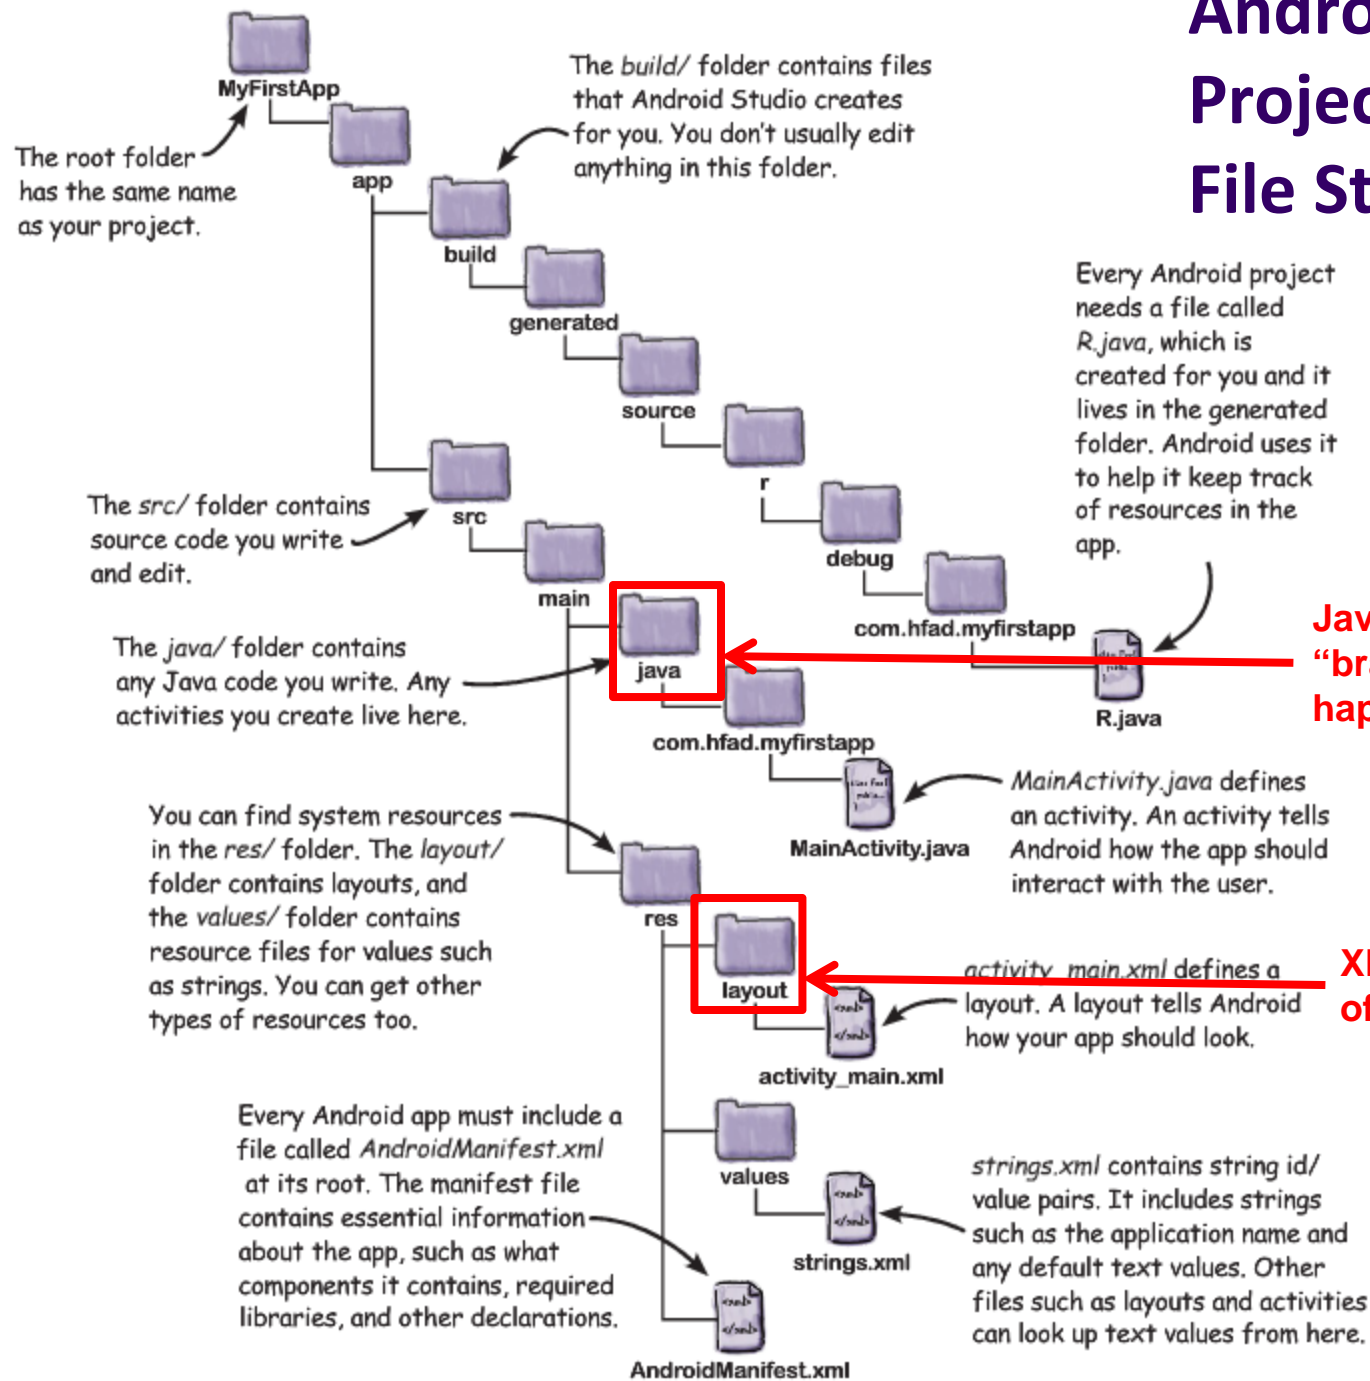 Andro
Project
File St
MyFirstApp
The root folder
has the same name
as your project.
app
The build/ folder contains files
that Android Studio creates
for you. You don't usually edit
anything in this folder.
build
generated
source
r
debug
com.hfad.myfirstapp
R.java
Every Android project
needs a file called
R.java, which is
created for you and it
lives in the generated
folder. Android uses it
to help it keep track
of resources in the
app.
The src/ folder contains
source code you write
and edit.
src
main
The java/ folder contains
any Java code you write. Any
activities you create live here.
java
Jav
“bra
hap
com.hfad.myfirstapp
MainActivity.java
MainActivity.java defines
an activity. An activity tells
Android how the app should
interact with the user.
You can find system resources
in the res/ folder. The layout/
folder contains layouts, and
the values/ folder contains
resource files for values such
as strings. You can get other
types of resources too.
res
layout
<xml>
</xml>
activity_main.xml
activity_main.xml defines a
layout. A layout tells Android
how your app should look.
XM
of
Every Android app must include a
file called AndroidManifest.xml
at its root. The manifest file
contains essential information
about the app, such as what
components it contains, required
libraries, and other declarations.
values
<xml>
</xml>
strings.xml
strings.xml contains string id/
value pairs. It includes strings
such as the application name and
any default text values. Other
files such as layouts and activities
can look up text values from here.
<xml>
</xml>
AndroidManifest.xml